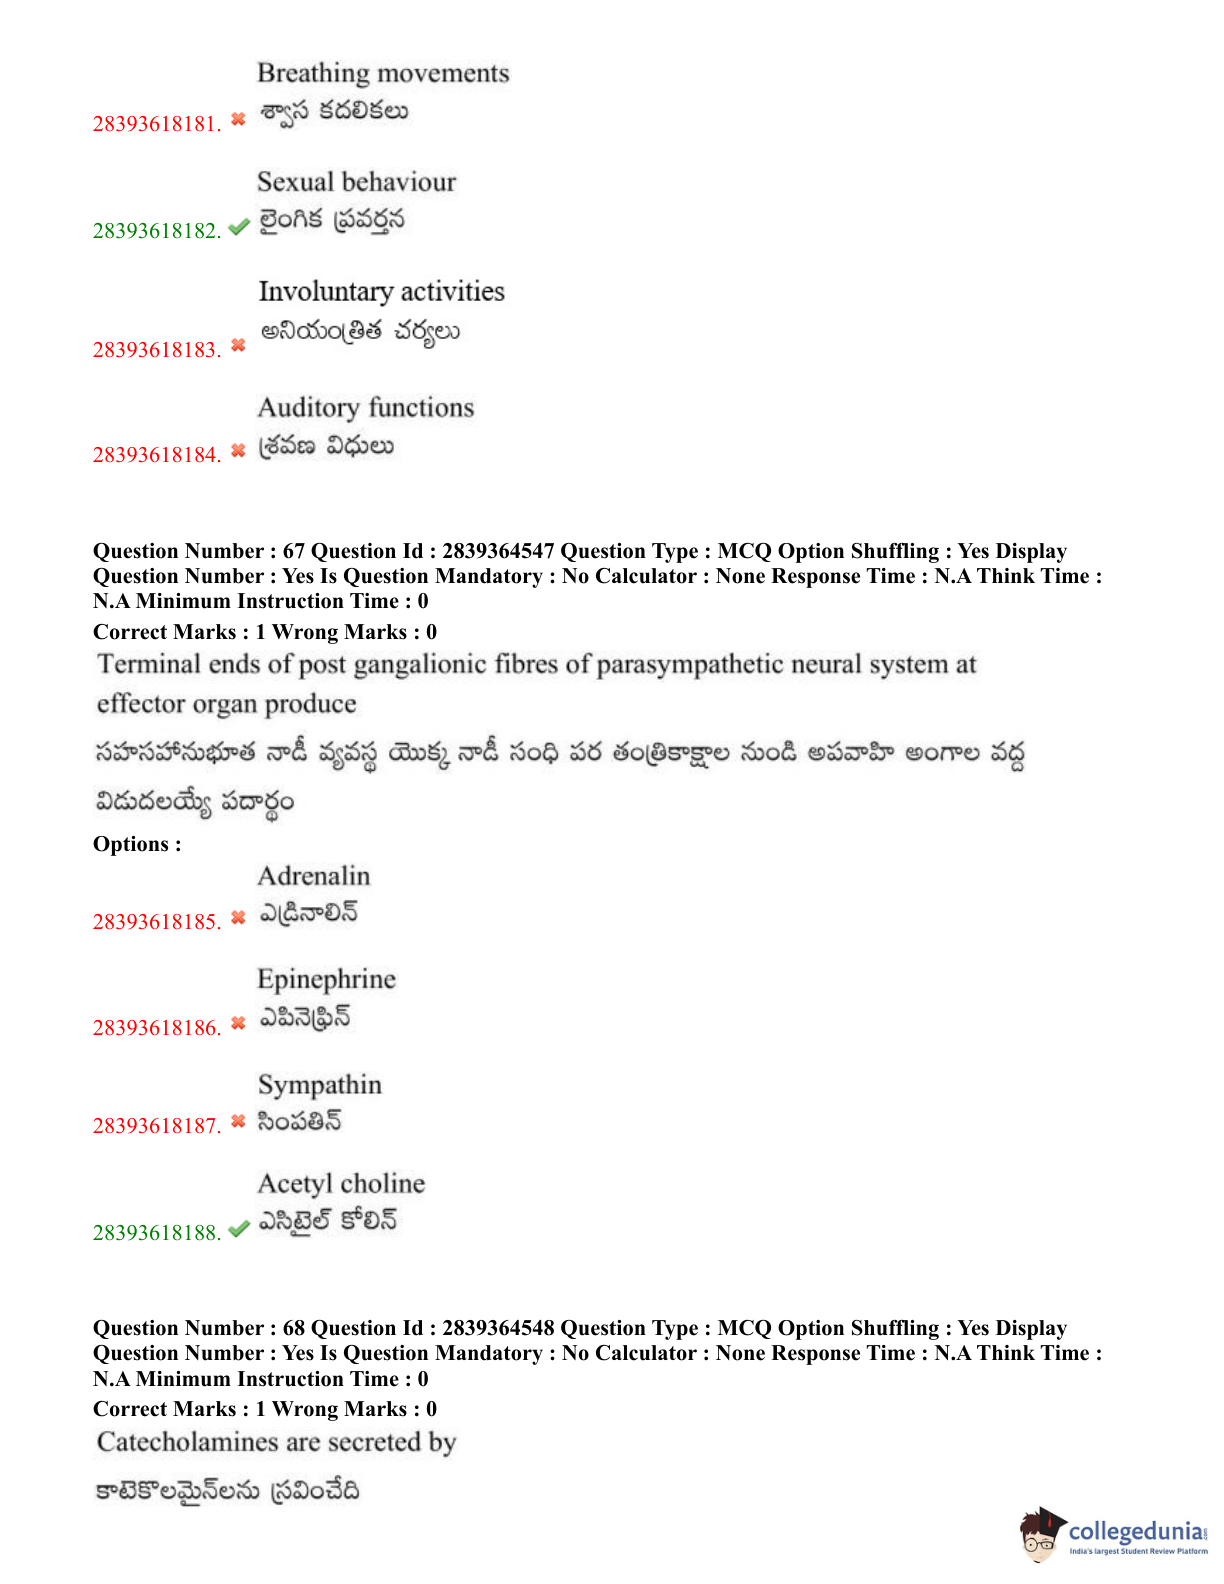 Breathing movements
28393618181. శ్వాస కదలికలు
Sexual behaviour
28393618182. లైంగిక ప్రవర్తన
Involuntary activities
28393618183. అనియంత్రిత చర్యలు
Auditory functions
28393618184. శ్రవణ విధులు
Question Number : 67 Question Id : 2839364547 Question Type : MCQ Option Shuffling : Yes Display
Question Number : Yes Is Question Mandatory : No Calculator : None Response Time : N.A Think Time :
N.A Minimum Instruction Time : 0
Correct Marks : 1 Wrong Marks : 0
Terminal ends of post gangalionic fibres of parasympathetic neural system at
effector organ produce
సహసహానుభూత నాడీ వ్యవస్థ యొక్క నాడీ సంధి పర తంత్రికాక్షాల నుండి అపవాహి అంగాల వద్ద
విడుదలయ్యే పదార్థం
Options :
Adrenalin
28393618185. ఎడ్రినాలిన్
Epinephrine
28393618186. ఎపినెఫ్రిన్
Sympathin
28393618187. సింపతిన్
Acetyl choline
28393618188. ఎసిటైల్ కోలిన్
Question Number : 68 Question Id : 2839364548 Question Type : MCQ Option Shuffling : Yes Display
Question Number : Yes Is Question Mandatory : No Calculator : None Response Time : N.A Think Time :
N.A Minimum Instruction Time : 0
Correct Marks : 1 Wrong Marks : 0
Catecholamines are secreted by
కాటెకొలమైన్‌లను స్రవించేది
collegedunia
India's largest Student Review Platform